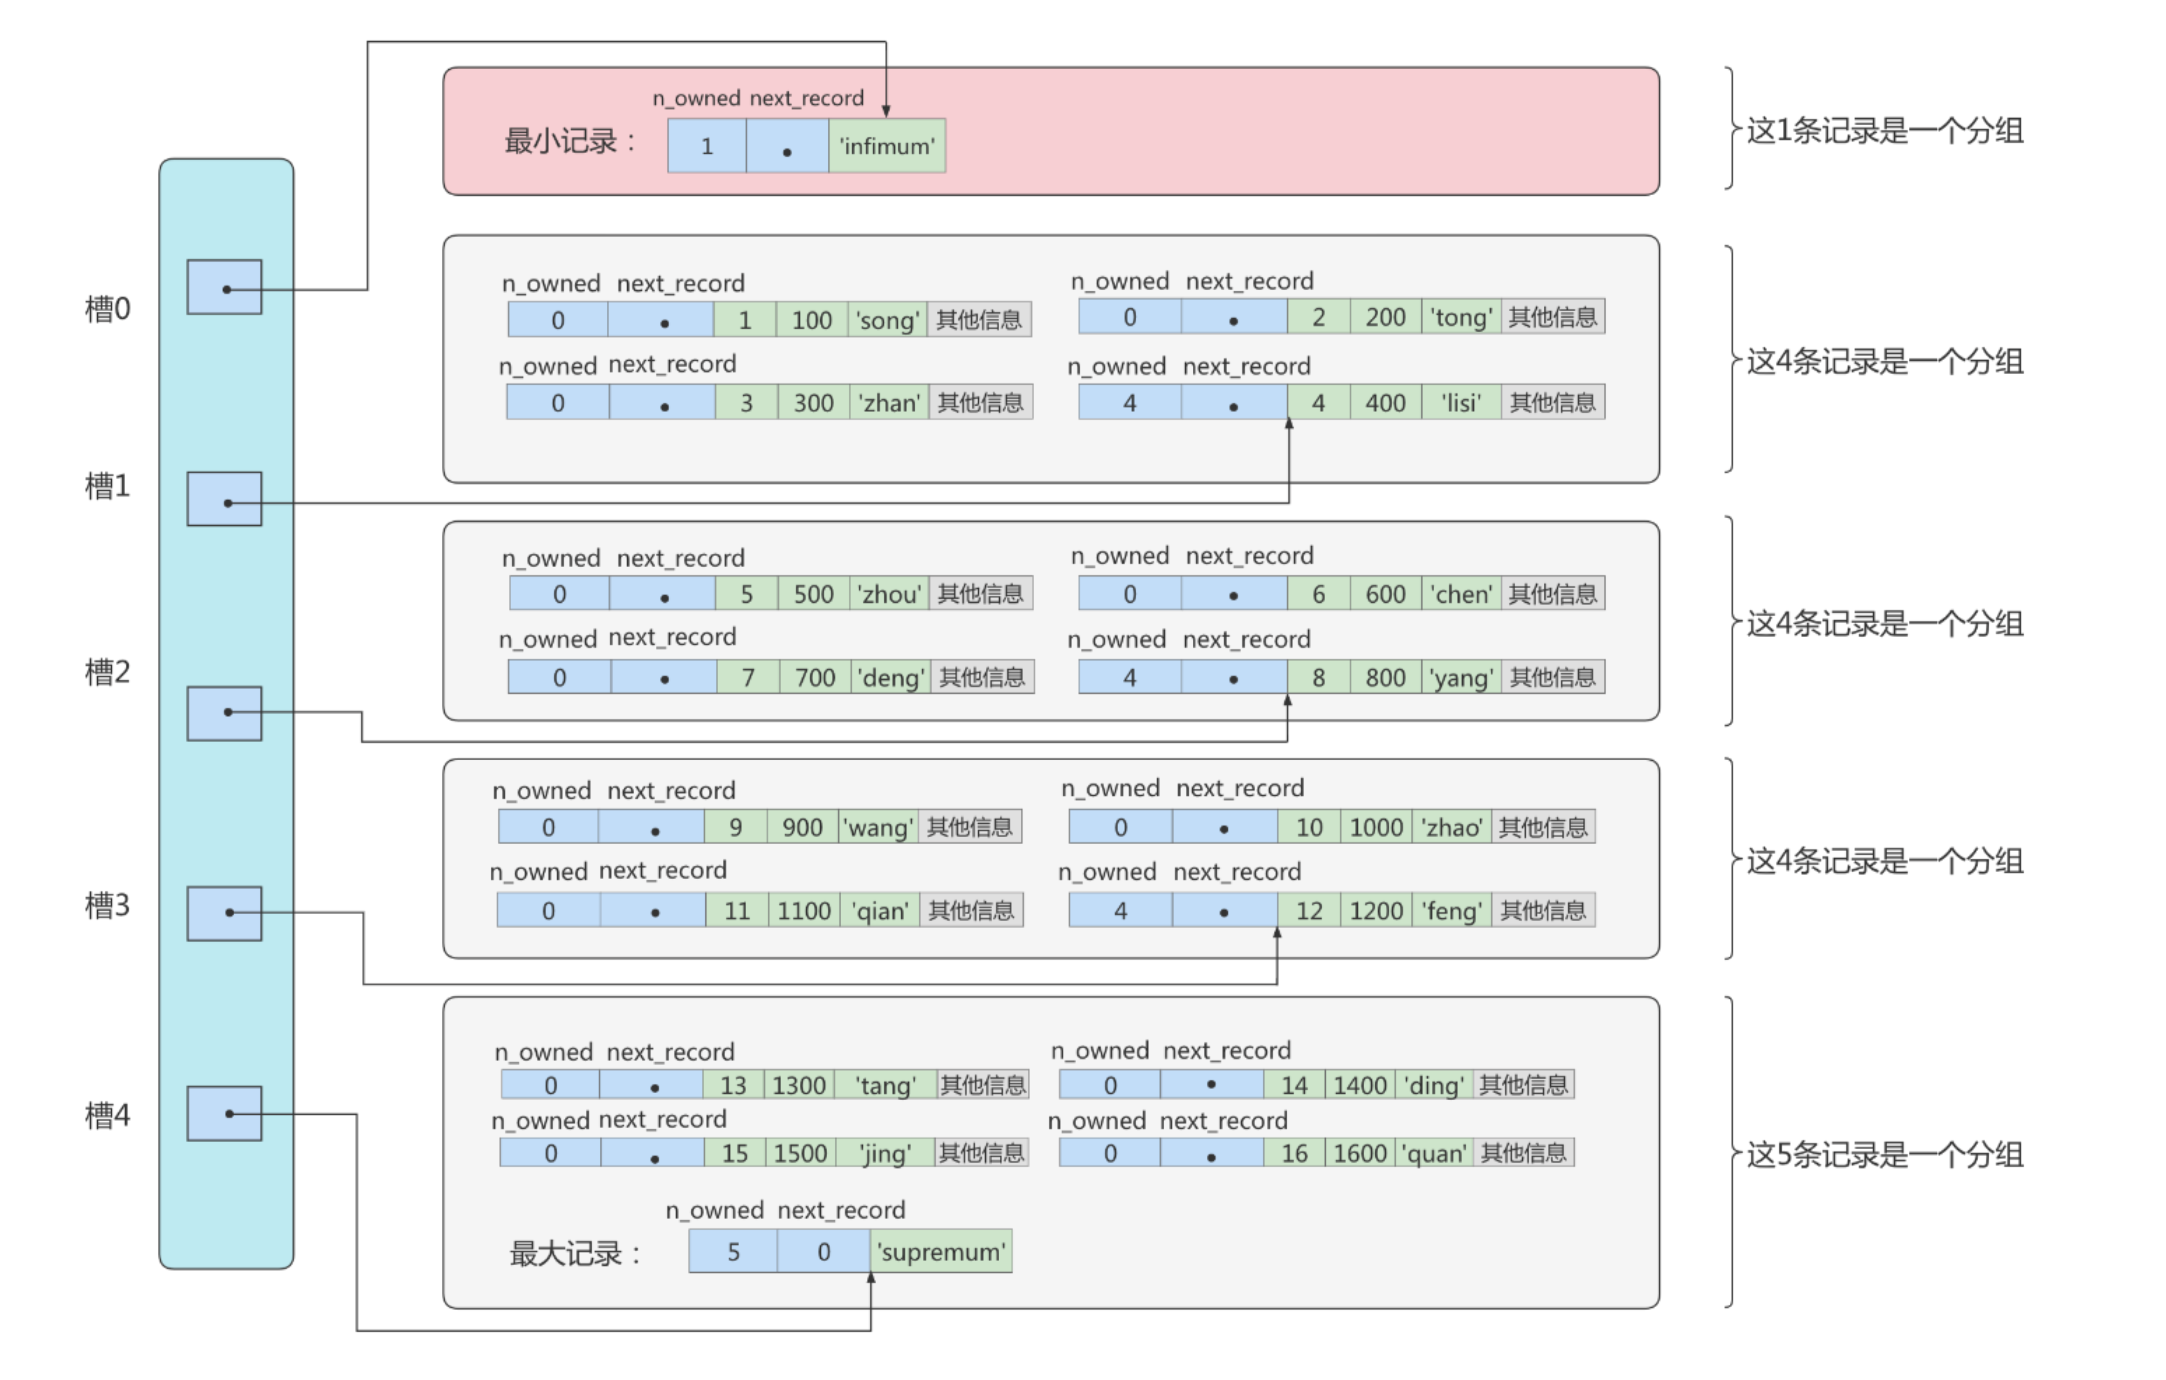 n_owned next_record
最小记录：
1 'infimum'
这1条记录是一个分组
槽0
n_owned next_record
0 1 100 'song' 其他信息
n_owned next_record
0 2 200 'tong' 其他信息
n_owned next_record
0 3 300 'zhan' 其他信息
n_owned next_record
4 4 400 'lisi' 其他信息
这4条记录是一个分组
槽1
n_owned next_record
0 5 500 'zhou' 其他信息
n_owned next_record
0 6 600 'chen' 其他信息
n_owned next_record
0 7 700 'deng' 其他信息
n_owned next_record
4 8 800 'yang' 其他信息
这4条记录是一个分组
槽2
n_owned next_record
0 9 900 'wang' 其他信息
n_owned next_record
0 10 1000 'zhao' 其他信息
n_owned next_record
0 11 1100 'qian' 其他信息
n_owned next_record
4 12 1200 'feng' 其他信息
这4条记录是一个分组
槽3
n_owned next_record
0 13 1300 'tang' 其他信息
n_owned next_record
0 14 1400 'ding' 其他信息
n_owned next_record
0 15 1500 'jing' 其他信息
n_owned next_record
0 16 1600 'quan' 其他信息
这5条记录是一个分组
槽4
n_owned next_record
最大记录：
5 0 'supremum'